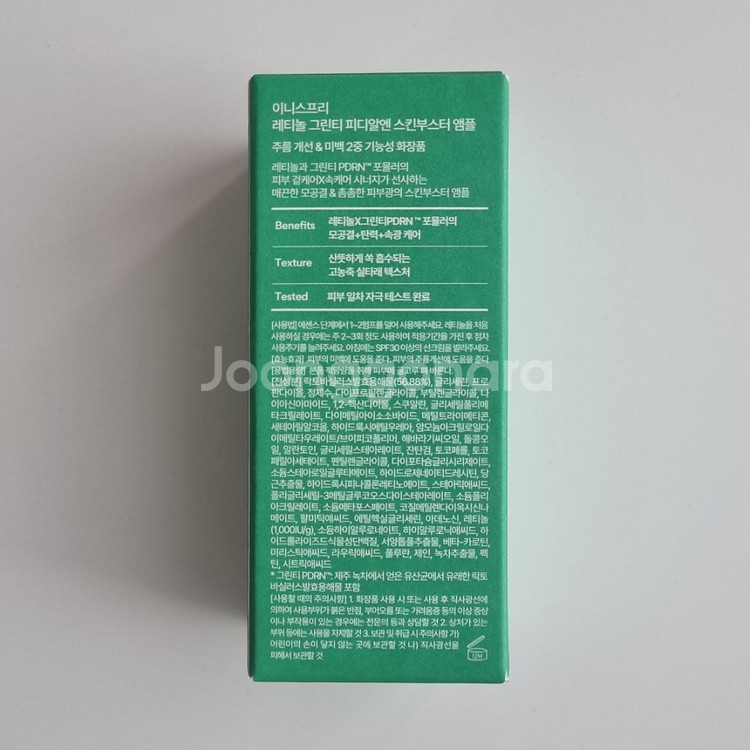 이니스프리
레티놀 그린티 피디알엔 스킨부스터 앰플
주름 개선 & 미백 2중 기능성 화장품
레티놀과 그린티 PDRN™ 포뮬러의
피부 겉케어X속케어 시너지가 선사하는
매끈한 모공결 & 촘촘한 피부광의 스킨부스터 앰플
Benefits 레티놀X그린티PDRN™ 포뮬러의
모공결+탄력+속광 케어
Texture 산뜻하게 쏙 흡수되는
고농축 실타래 텍스처
Tested 피부 일차 자극 테스트 완료
[사용법] 에센스 단계에서 1~2펌프를 덜어 사용해주세요. 레티놀을 처음
사용하실 경우에는 주 2~3회 정도 사용하여 적응기간을 가진 후 점차
사용주기를 늘려주세요. 아침에는 SPF30 이상의 선크림을 발라주세요.
[효능효과] 피부의 미백에 도움을 준다. 피부의 주름개선에 도움을 준다.
[용법용량] 본품 적당량을 취해 피부에 골고루 펴 바른
[전성분] 락토바실러스발효용해물(56.88%), 글리세린, 프로
판다이올, 정제수, 다이프로필렌글라이콜, 부틸렌글라이콜, 나
이아신아마이드, 1,2-헥산다이올, 스쿠알란, 글리세릴폴리메
타크릴레이트, 다이메틸아이소소바이드, 메틸트라이메티콘,
세테아릴알코올, 하이드록시에틸우레아, 암모늄아크릴로일다
이메틸타우레이트/브이피코폴리머, 해바라기씨오일, 돌콩오
일, 알란토인, 글리세릴스테아레이트, 잔탄검, 토코페롤, 토코
페릴아세테이트, 펜틸렌글라이콜, 다이포타슘글리시리제이트,
소듐스테아로일글루타메이트, 하이드로제네이티드레시틴, 당
근추출물, 하이드록시피나콜론레티노에이트, 스테아릭애씨드,
폴리글리세릴-3메틸글루코오스다이스테아레이트, 소듐폴리
아크릴레이트, 소듐메타포스페이트, 코질메틸렌다이옥시신나
메이트, 팔미틱애씨드, 에틸헥실글리세린, 아데노신, 레티놀
(1,000IU/g), 소듐하이알루로네이트, 하이알루로닉애씨드, 하
이드롤라이즈드식물성단백질, 서양톱풀추출물, 베타-카로틴,
미리스틱애씨드, 라우릭애씨드, 풀루란, 제인, 녹차추출물, 펙
틴, 시트릭애씨드
* 그린티 PDRN™: 제주 녹차에서 얻은 유산균에서 유래한 락토
바실러스발효용해물 포함
[사용할 때의 주의사항] 1. 화장품 사용 시 또는 사용 후 직사광선에
의하여 사용부위가 붉은 반점, 부어오름 또는 가려움증 등의 이상 증상
이나 부작용이 있는 경우에는 전문의 등과 상담할 것 2. 상처가 있는
부위 등에는 사용을 자제할 것 3. 보관 및 취급 시 주의사항 가)
어린이의 손이 닿지 않는 곳에 보관할 것 나) 직사광선을
피해서 보관할 것
12M